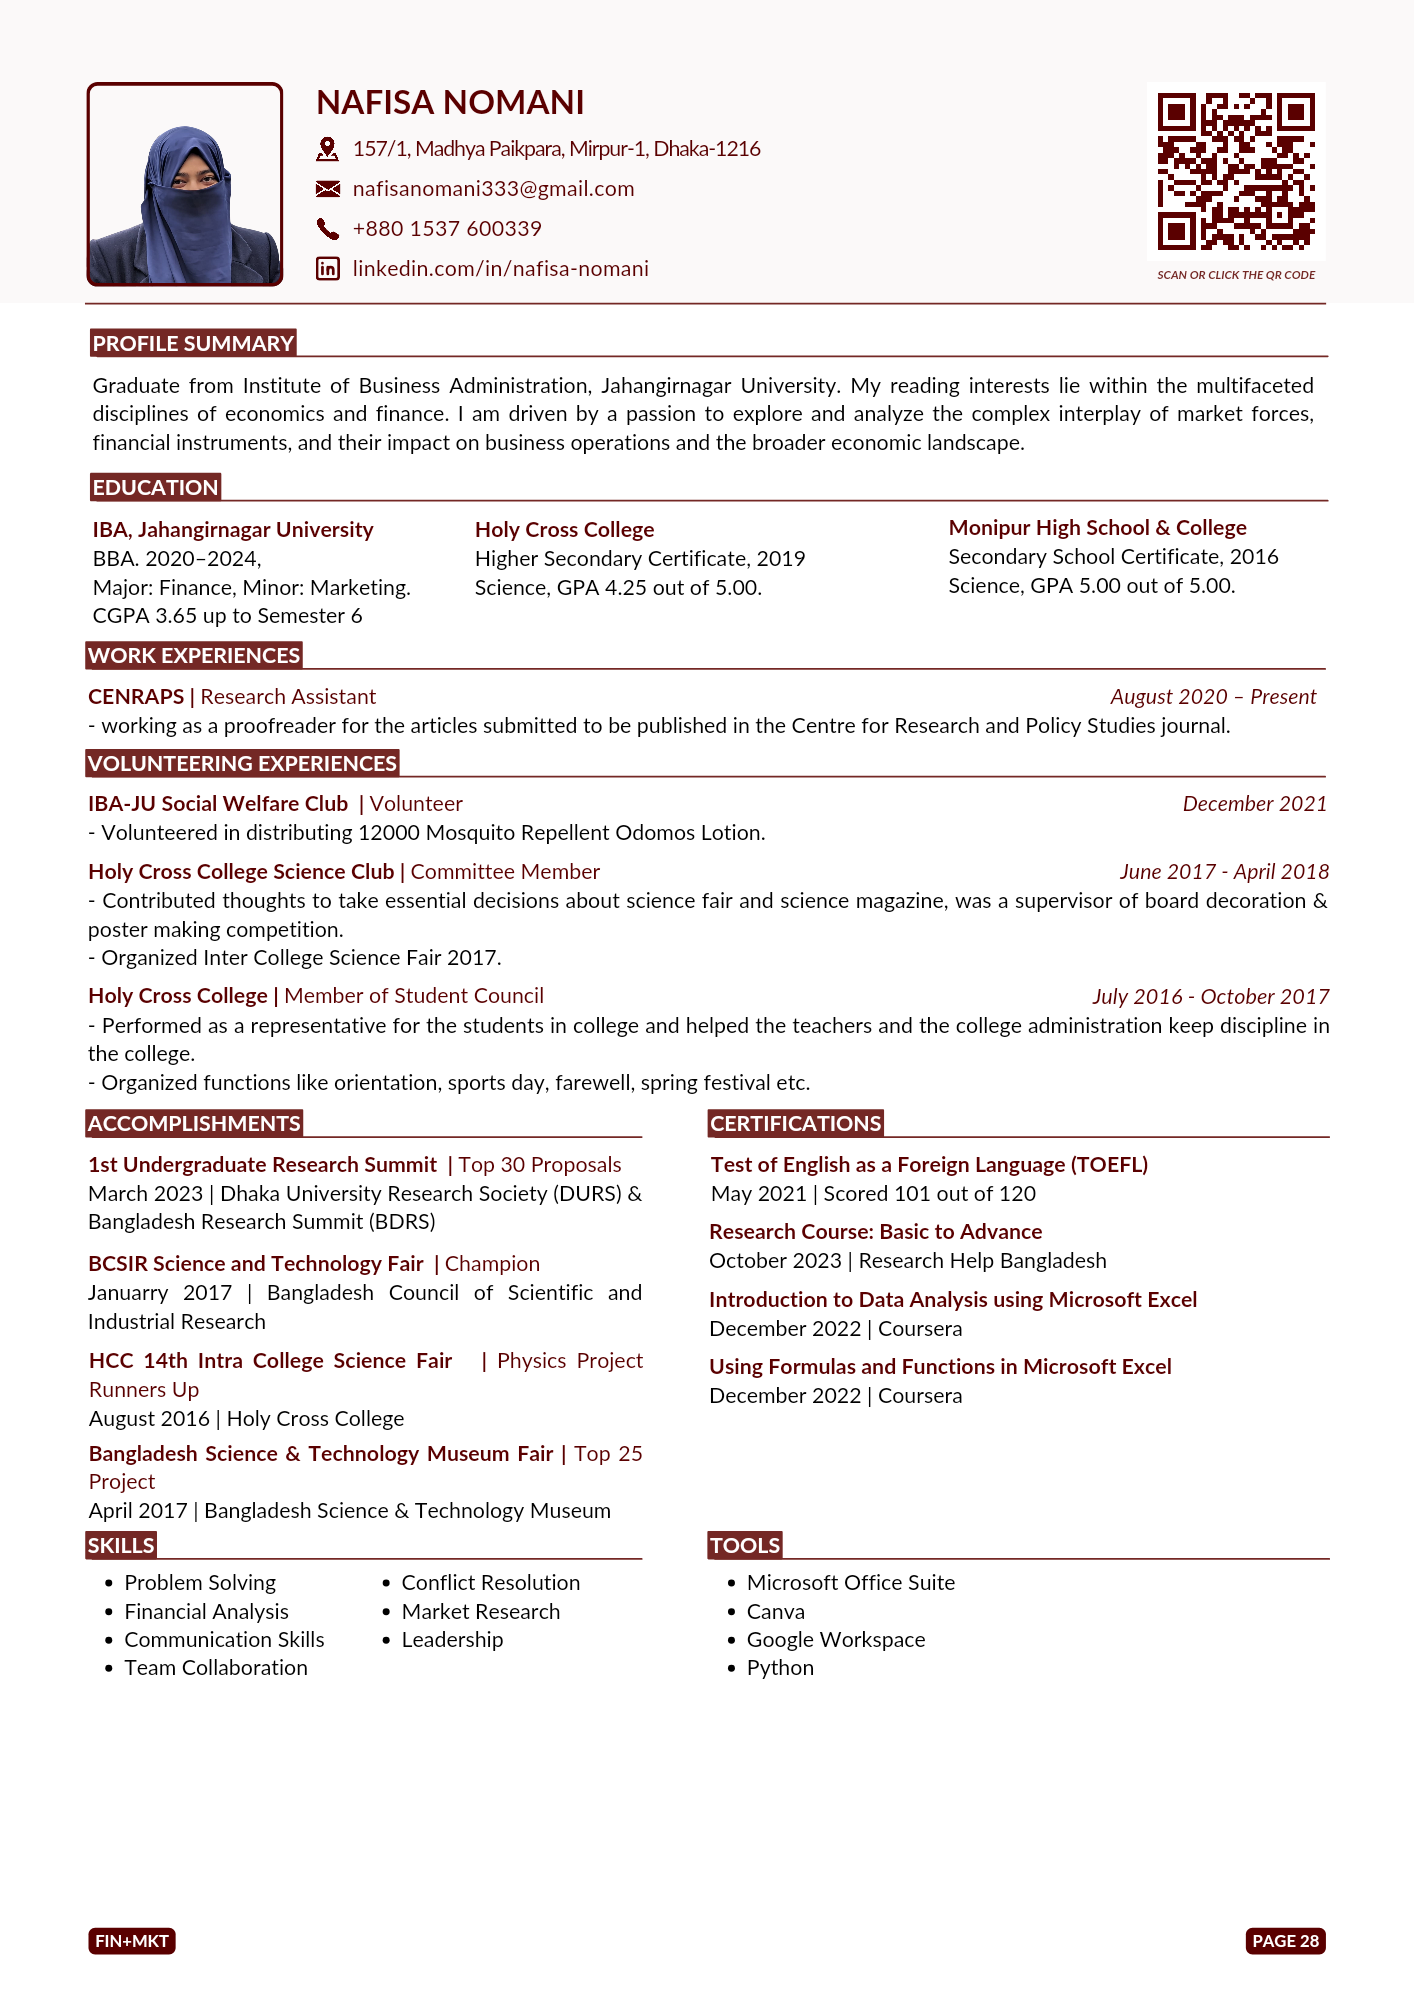 NAFISA NOMANI
157/1, Madhya Paikpara, Mirpur-1, Dhaka-1216
nafisanomani333@gmail.com
+880 1537 600339
linkedin.com/in/nafisa-nomani
SCAN OR CLICK THE QR CODE
PROFILE SUMMARY
Graduate from Institute of Business Administration, Jahangirnagar University. My reading interests lie within the multifaceted
disciplines of economics and finance. I am driven by a passion to explore and analyze the complex interplay of market forces,
financial instruments, and their impact on business operations and the broader economic landscape.
EDUCATION
IBA, Jahangirnagar University
BBA. 2020–2024,
Major: Finance, Minor: Marketing.
CGPA 3.65 up to Semester 6
Holy Cross College
Higher Secondary Certificate, 2019
Science, GPA 4.25 out of 5.00.
Monipur High School & College
Secondary School Certificate, 2016
Science, GPA 5.00 out of 5.00.
WORK EXPERIENCES
CENRAPS | Research Assistant August 2020 – Present
- working as a proofreader for the articles submitted to be published in the Centre for Research and Policy Studies journal.
VOLUNTEERING EXPERIENCES
IBA-JU Social Welfare Club | Volunteer December 2021
- Volunteered in distributing 12000 Mosquito Repellent Odomos Lotion.
Holy Cross College Science Club | Committee Member June 2017 - April 2018
- Contributed thoughts to take essential decisions about science fair and science magazine, was a supervisor of board decoration &
poster making competition.
- Organized Inter College Science Fair 2017.
Holy Cross College | Member of Student Council July 2016 - October 2017
- Performed as a representative for the students in college and helped the teachers and the college administration keep discipline in
the college.
- Organized functions like orientation, sports day, farewell, spring festival etc.
ACCOMPLISHMENTS
1st Undergraduate Research Summit | Top 30 Proposals
March 2023 | Dhaka University Research Society (DURS) &
Bangladesh Research Summit (BDRS)
BCSIR Science and Technology Fair | Champion
Januarry 2017 | Bangladesh Council of Scientific and
Industrial Research
HCC 14th Intra College Science Fair | Physics Project
Runners Up
August 2016 | Holy Cross College
Bangladesh Science & Technology Museum Fair | Top 25
Project
April 2017 | Bangladesh Science & Technology Museum
CERTIFICATIONS
Test of English as a Foreign Language (TOEFL)
May 2021 | Scored 101 out of 120
Research Course: Basic to Advance
October 2023 | Research Help Bangladesh
Introduction to Data Analysis using Microsoft Excel
December 2022 | Coursera
Using Formulas and Functions in Microsoft Excel
December 2022 | Coursera
SKILLS
• Problem Solving
• Financial Analysis
• Communication Skills
• Team Collaboration
• Conflict Resolution
• Market Research
• Leadership
TOOLS
• Microsoft Office Suite
• Canva
• Google Workspace
• Python
FIN+MKT
PAGE 28